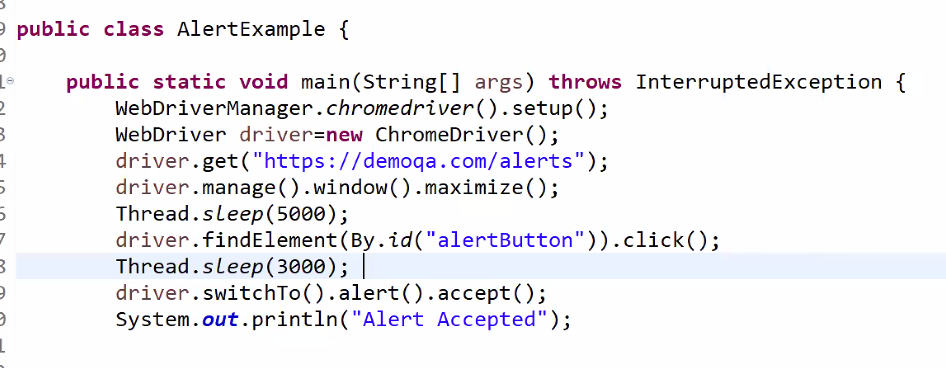 public class AlertExample {
public static void main(String[] args) throws InterruptedException {
WebDriverManager.chromedriver().setup();
WebDriver driver=new ChromeDriver();
driver.get("https://demoqa.com/alerts");
driver.manage().window().maximize();
Thread.sleep(5000);
driver.findElement(By.id("alertButton")).click();
Thread.sleep(3000);
driver.switchTo().alert().accept();
System.out.println("Alert Accepted");